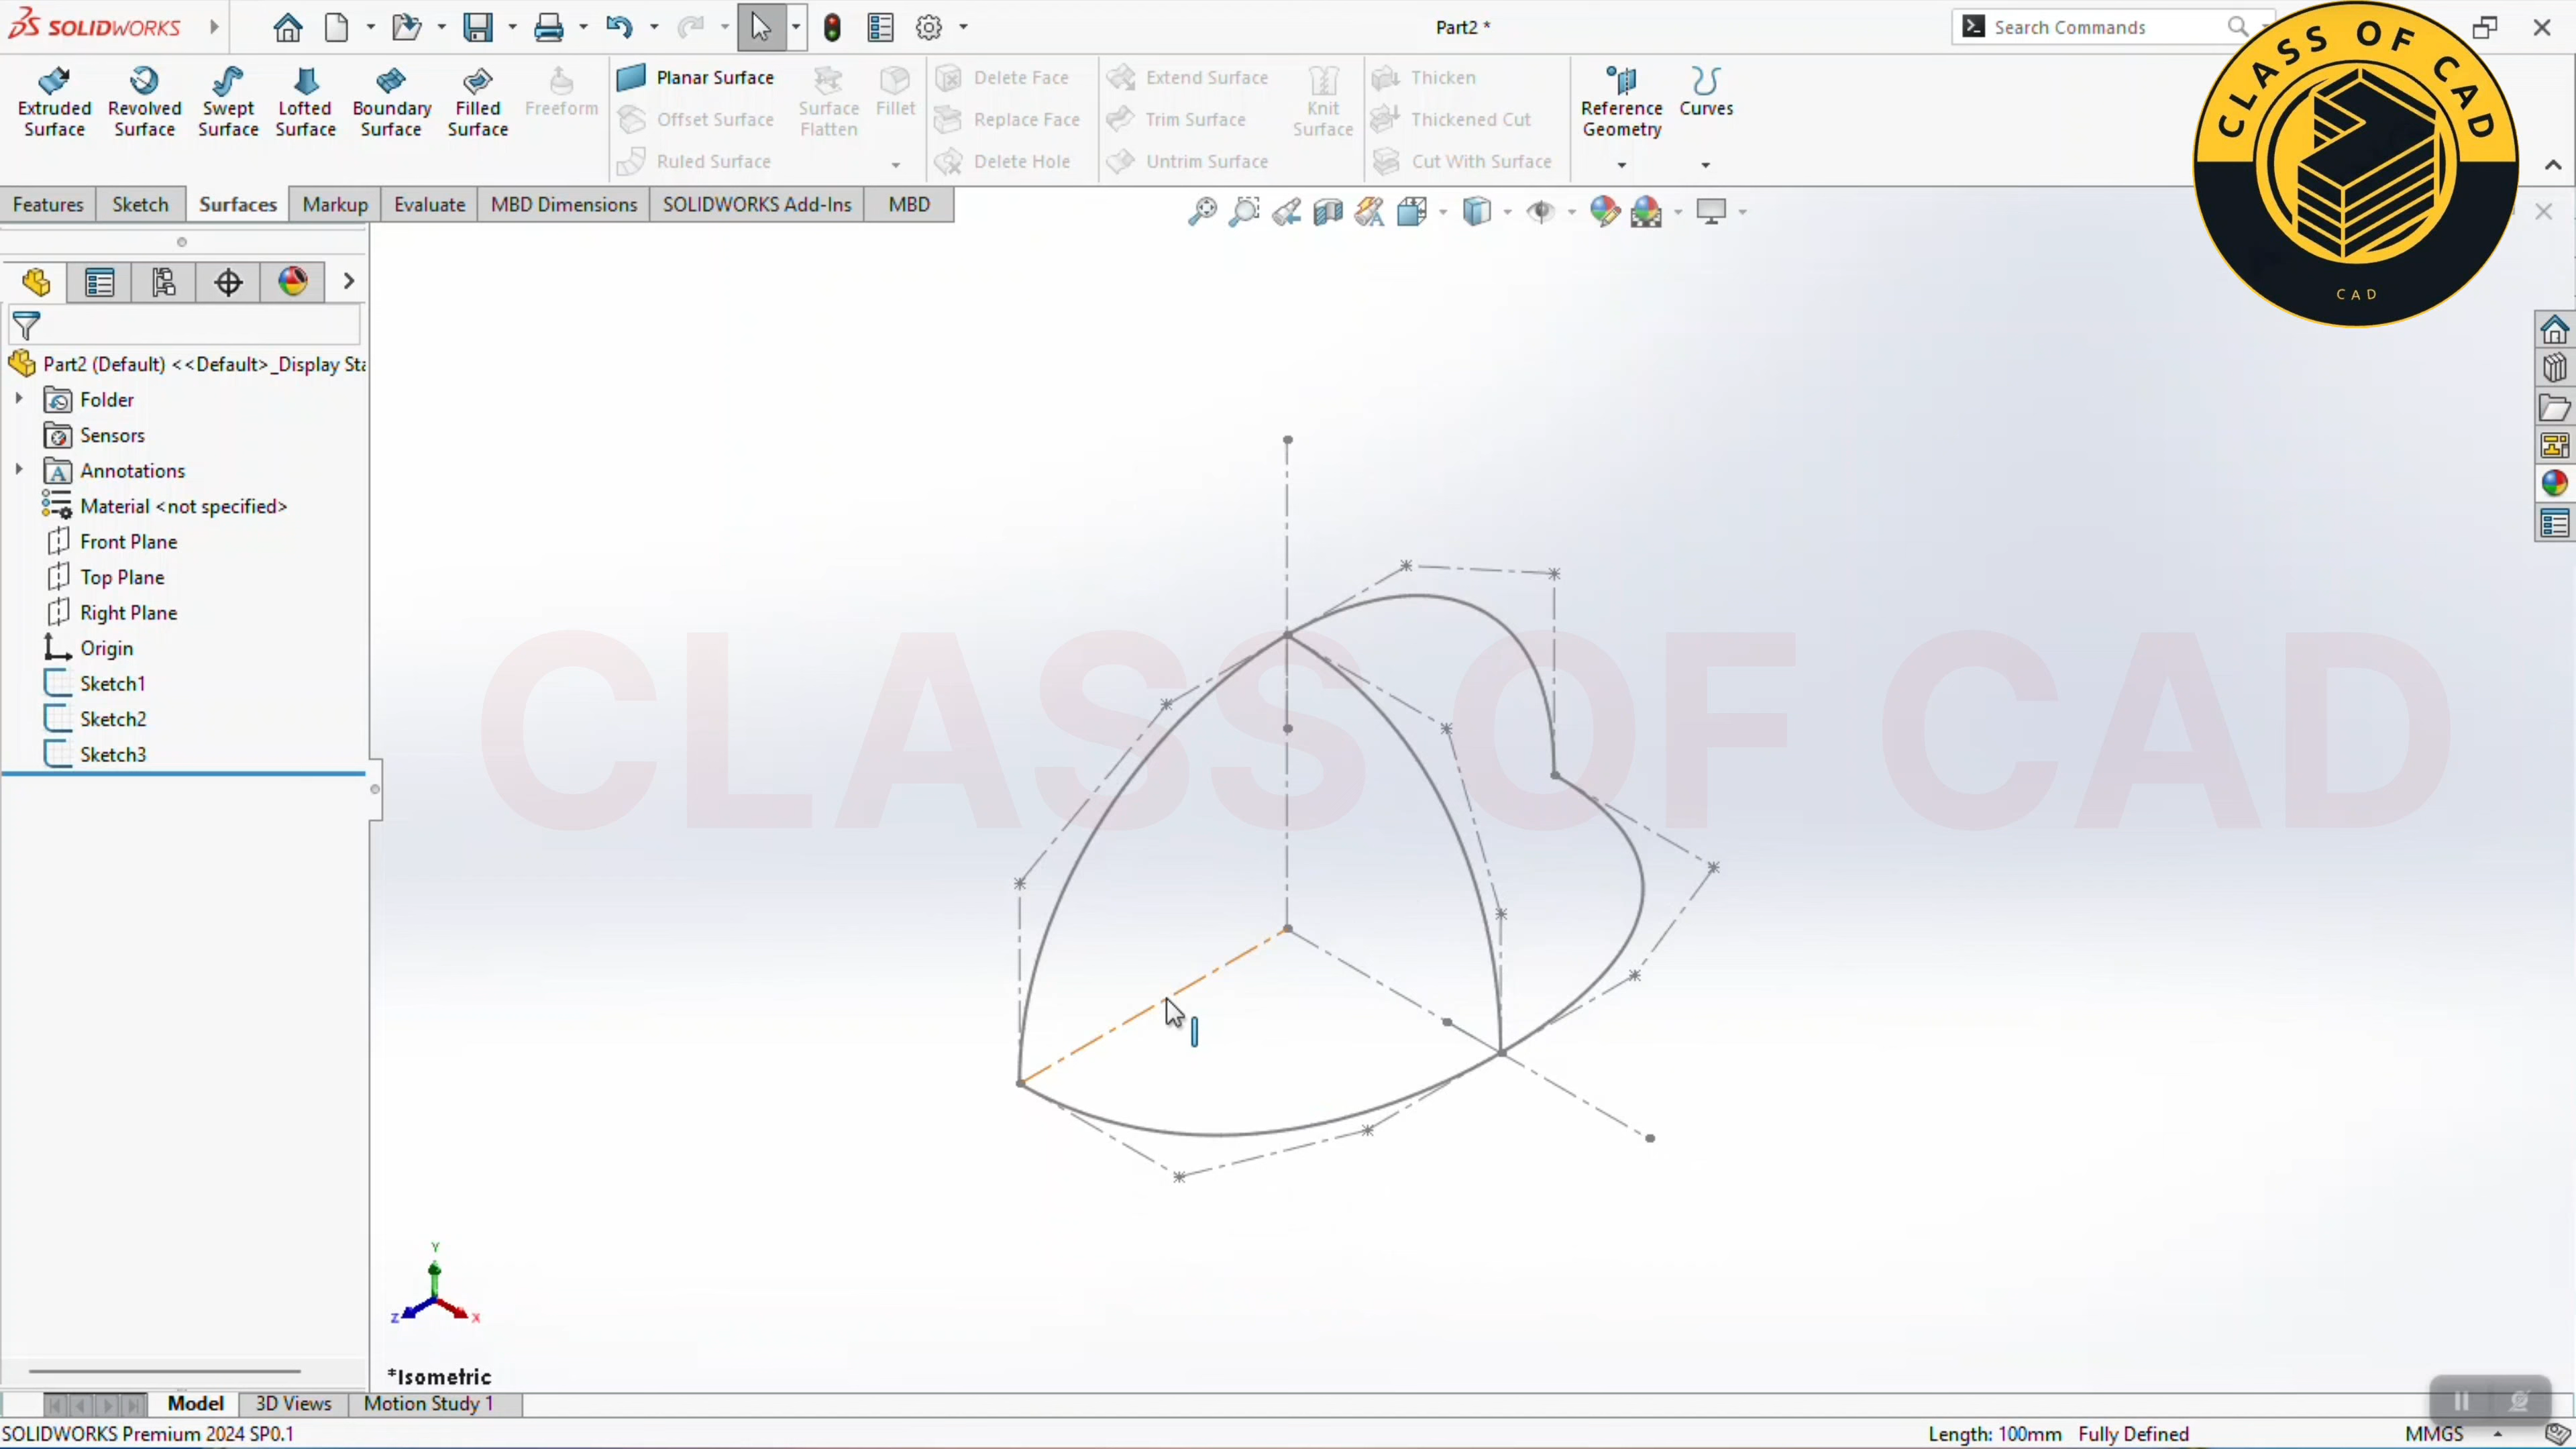 SOLIDWORKS
Part2 *
Search Commands
CLASS OF CAD
CAD
Extruded Surface
Revolved Surface
Swept Surface
Lofted Surface
Boundary Surface
Filled Surface
Freeform
Planar Surface
Offset Surface
Ruled Surface
Surface Flatten
Fillet
Delete Face
Replace Face
Delete Hole
Extend Surface
Trim Surface
Untrim Surface
Knit Surface
Thicken
Thickened Cut
Cut With Surface
Reference Geometry
Curves
Features
Sketch
Surfaces
Markup
Evaluate
MBD Dimensions
SOLIDWORKS Add-Ins
MBD
Part2 (Default) <<Default>_Display Sta
Folder
Sensors
Annotations
Material <not specified>
Front Plane
Top Plane
Right Plane
Origin
Sketch1
Sketch2
Sketch3
CLASS OF CAD
Y
Z
X
*Isometric
Model
3D Views
Motion Study 1
SOLIDWORKS Premium 2024 SP0.1
Length: 100mm
Fully Defined
MMGS